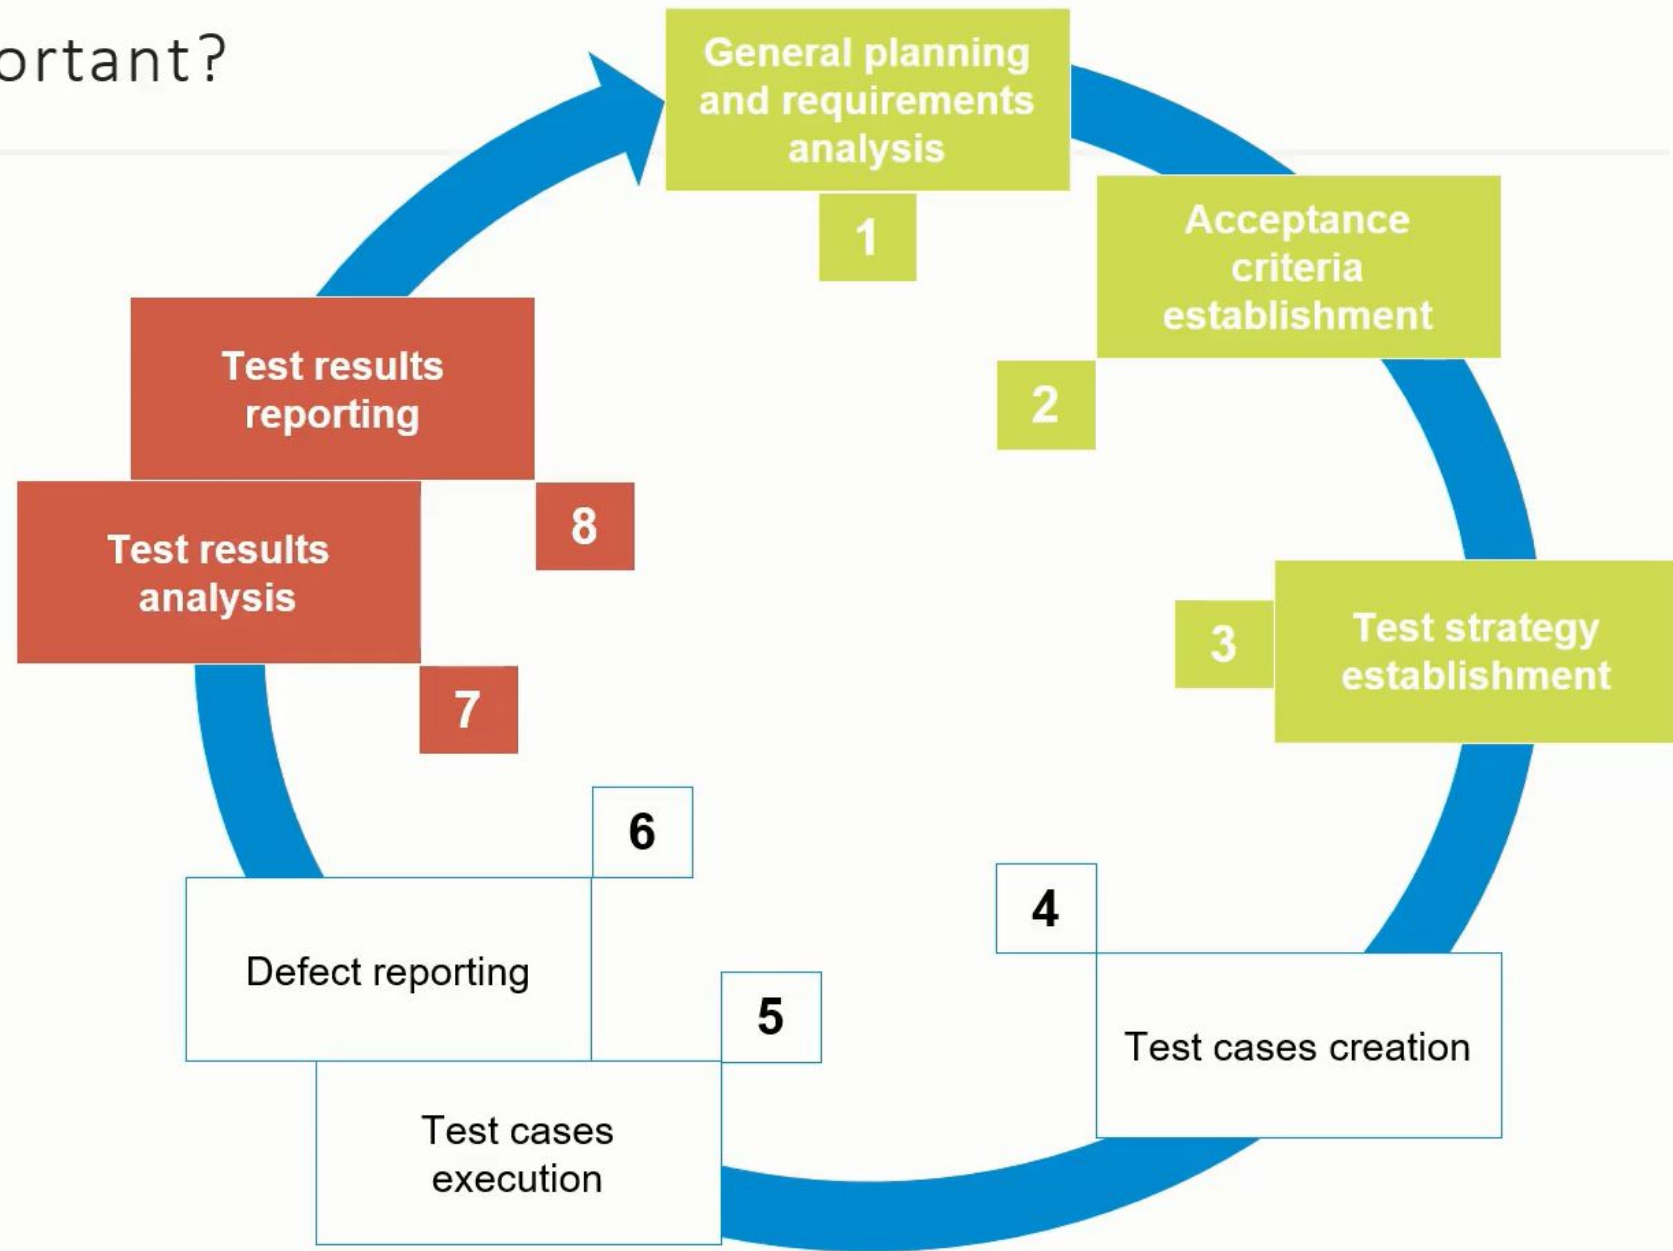 ortant?
General planning
and requirements
analysis
1
Acceptance
criteria
establishment
2
Test strategy
establishment
3
Test cases creation
4
Test cases
execution
5
Defect reporting
6
Test results
analysis
7
Test results
reporting
8